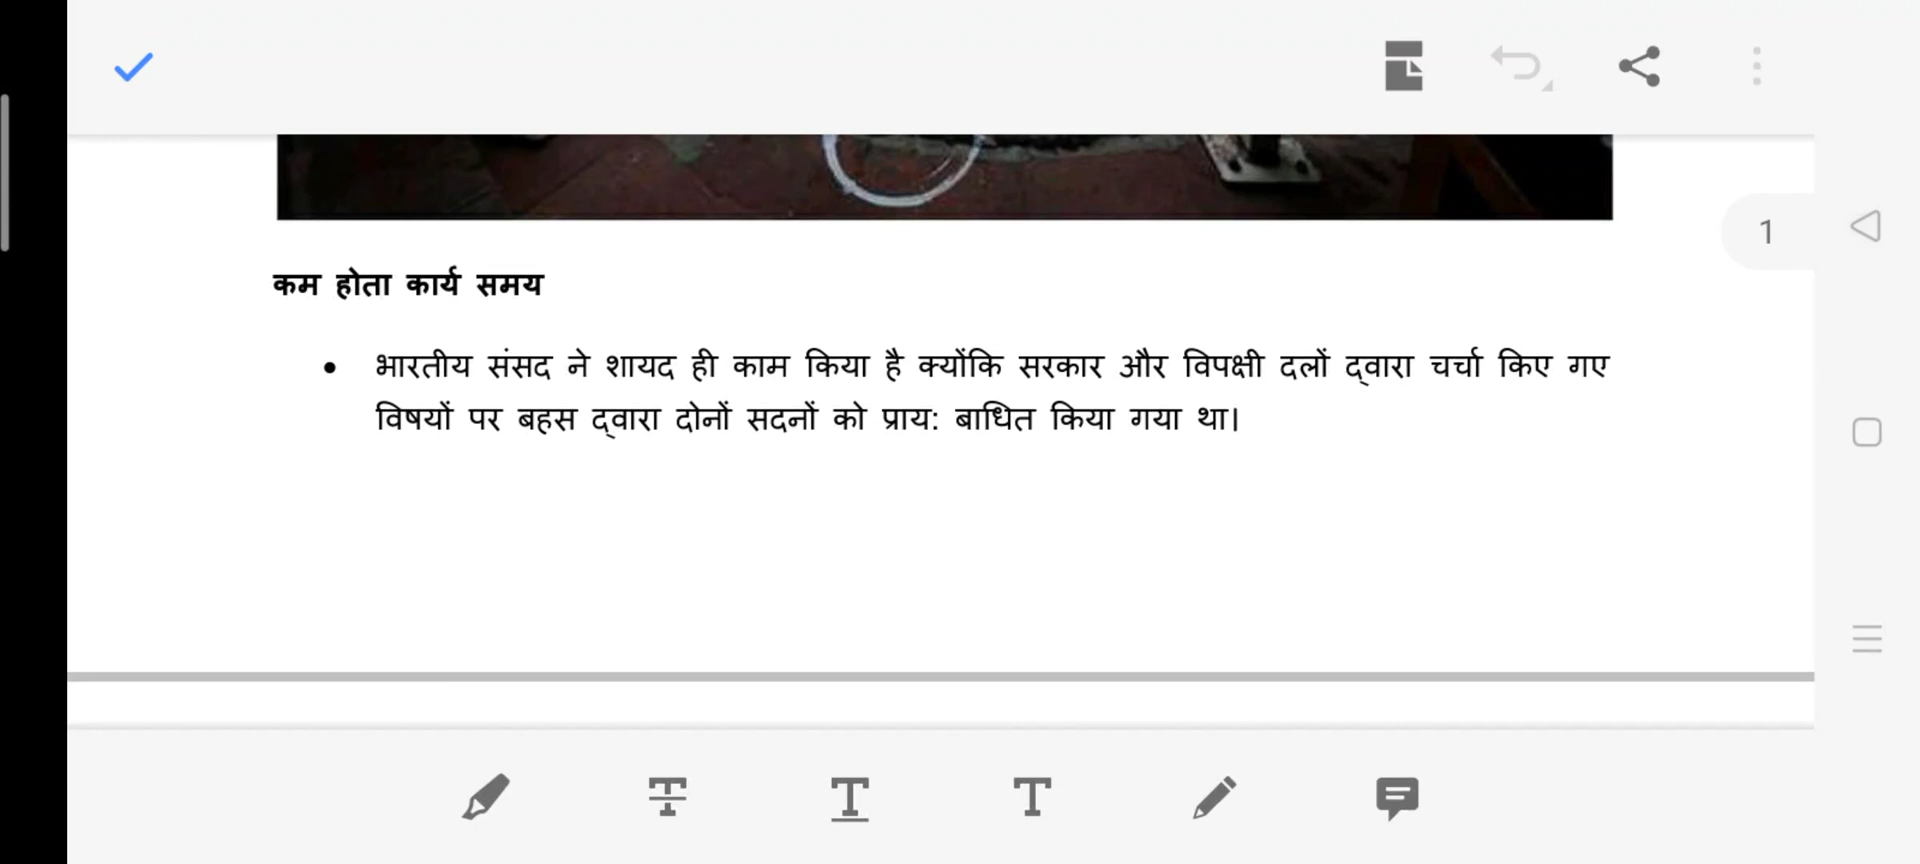 1
कम होता कार्य समय
• भारतीय संसद ने शायद ही काम किया है क्योंकि सरकार और विपक्षी दलों द्वारा चर्चा किए गए
विषयों पर बहस द्वारा दोनों सदनों को प्राय: बाधित किया गया था।